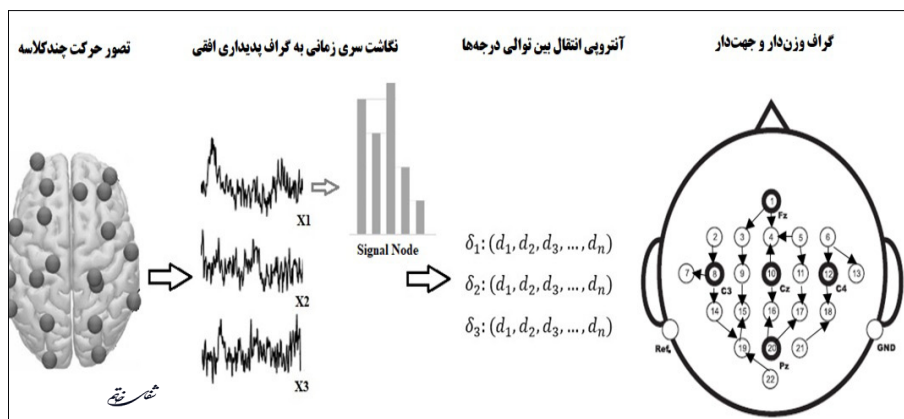 تصور حرکت چندکلاسه
نگاشت سری زمانی به گراف پدیداری افقی
آنتروپی انتقال بین توالی درجه‌ها
گراف وزن‌دار و جهت‌دار
X1
X2
X3
Signal Node
δ₁: (d₁, d₂, d₃, ..., dₙ)
δ₂: (d₁, d₂, d₃, ..., dₙ)
δ₃: (d₁, d₂, d₃, ..., dₙ)
1
Fz
2 3 4 5 6
7 8 9 10 11 12 13
C3 Cz C4
14 15 16 17 18
Ref. GND
19 20 21
Pz
22
شفای خاتم